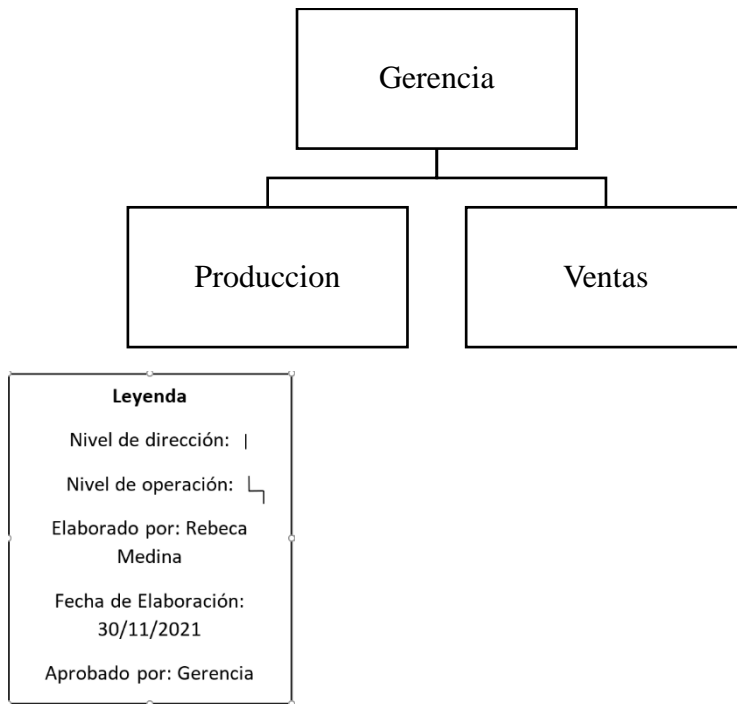 Gerencia
Produccion
Ventas
Leyenda
Nivel de dirección:
Nivel de operación:
Elaborado por: Rebeca
Medina
Fecha de Elaboración:
30/11/2021
Aprobado por: Gerencia